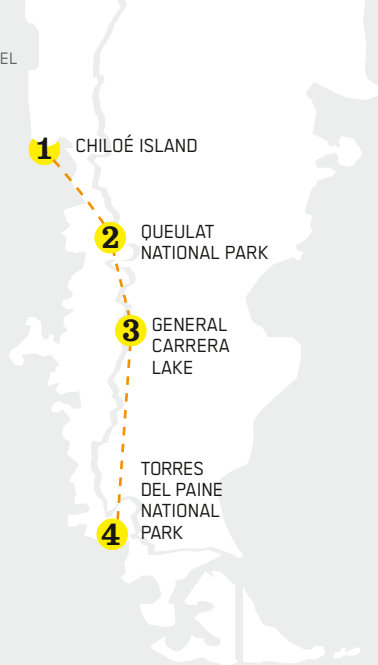 EL
1 CHILOÉ ISLAND
2 QUEULAT
NATIONAL PARK
3 GENERAL
CARRERA
LAKE
TORRES
DEL PAINE
NATIONAL
4 PARK